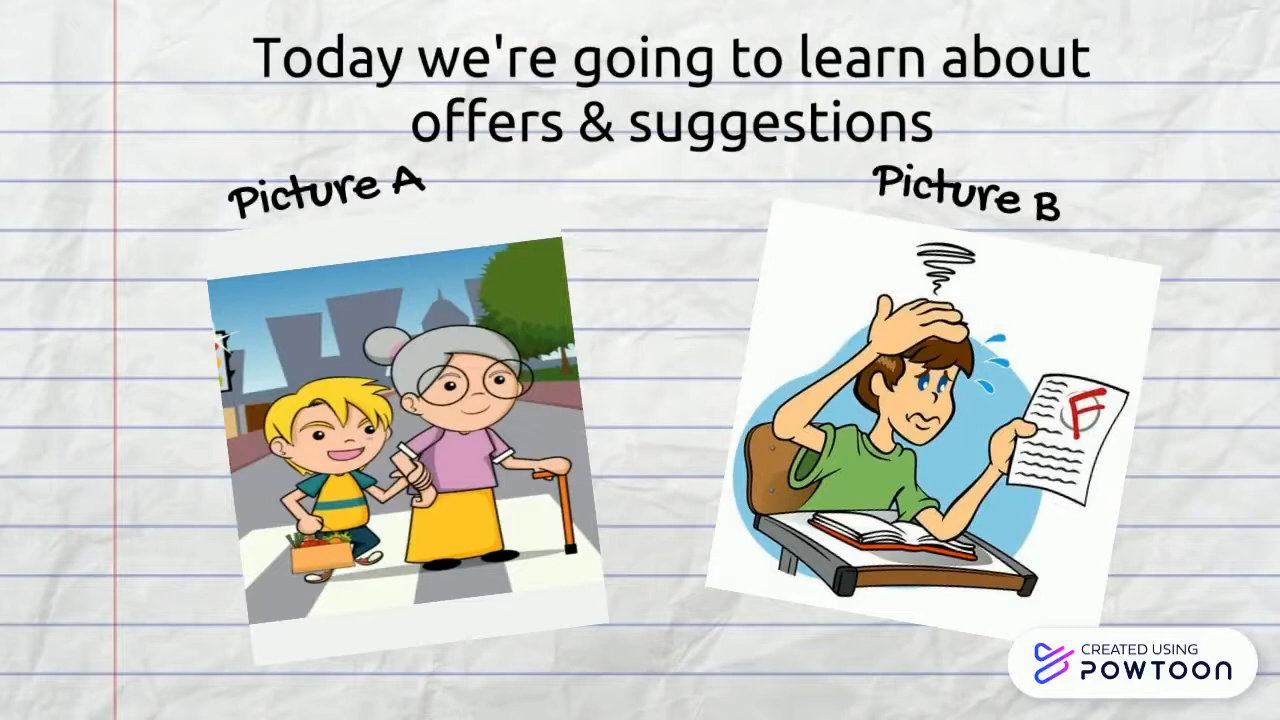 Today we're going to learn about
offers & suggestions
Picture A
Picture B
F
CREATED USING
POWTOON